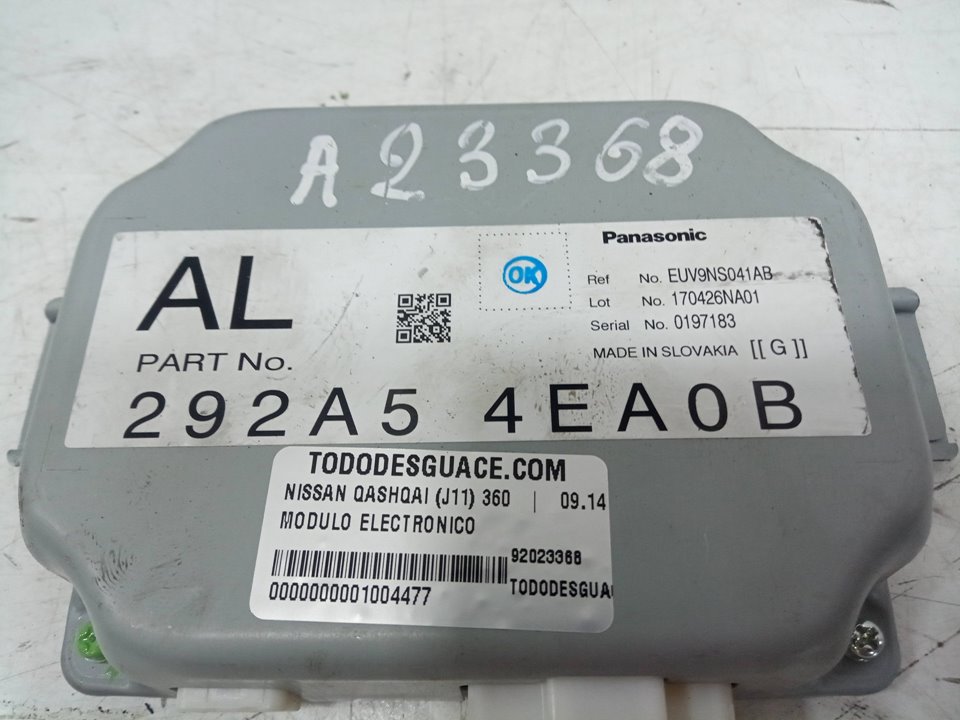 A23368
AL
PART No.
292A5 4EA0B
OK
Panasonic
Ref No. EUV9NS041AB
Lot No. 170426NA01
Serial No. 0197183
MADE IN SLOVAKIA [[ G ]]
TODODESGUACE.COM
NISSAN QASHQAI (J11) 360 | 09.14
MODULO ELECTRONICO
92023368
0000000001004477
TODODESGUA